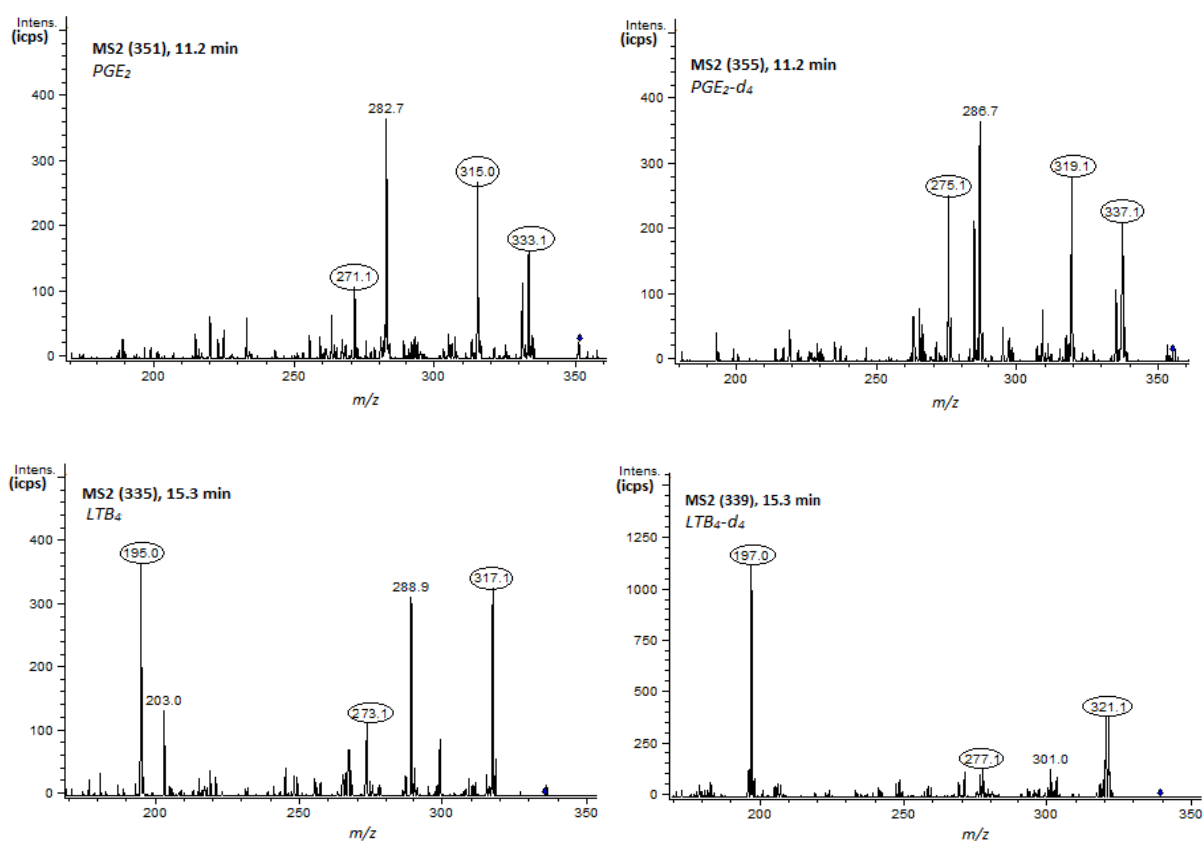 Intens.
(icps)
MS2 (351), 11.2 min
PGE₂
400
300
200
100
0
282.7
315.0
333.1
271.1
200
250
300
350
m/z
Intens.
(icps)
MS2 (355), 11.2 min
PGE₂-d₄
400
300
200
100
0
286.7
275.1
319.1
337.1
200
250
300
350
m/z
Intens.
(icps)
MS2 (335), 15.3 min
LTB₄
400
300
200
100
0
195.0
203.0
288.9
317.1
273.1
200
250
300
350
m/z
Intens.
(icps)
MS2 (339), 15.3 min
LTB₄-d₄
1250
1000
750
500
250
0
197.0
277.1
301.0
321.1
200
250
300
350
m/z